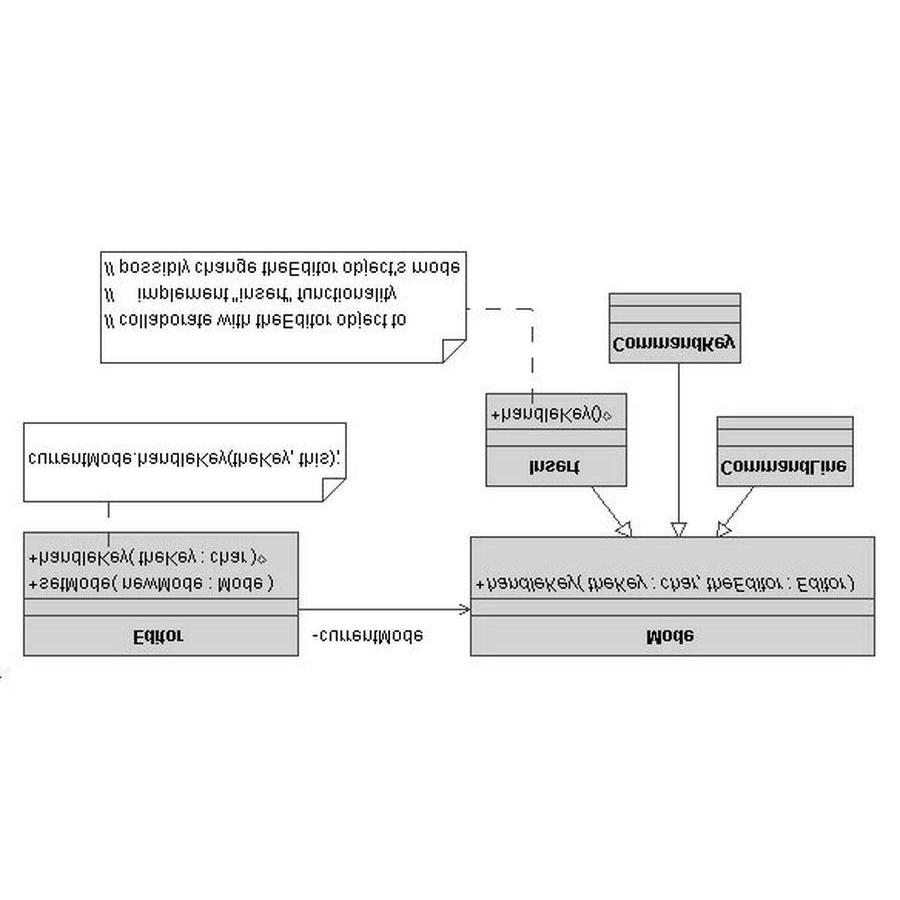 Editor
+setMode( newMode : Mode )
+handleKey( theKey : char )
-currentMode
Mode
+handleKey( theKey : char, theEditor : Editor )
currentMode.handleKey(theKey, this);
Insert
+handleKey()
CommandLine
CommandKey
// collaborate with theEditor object to
// implement "insert" functionality
// possibly change theEditor object's mode